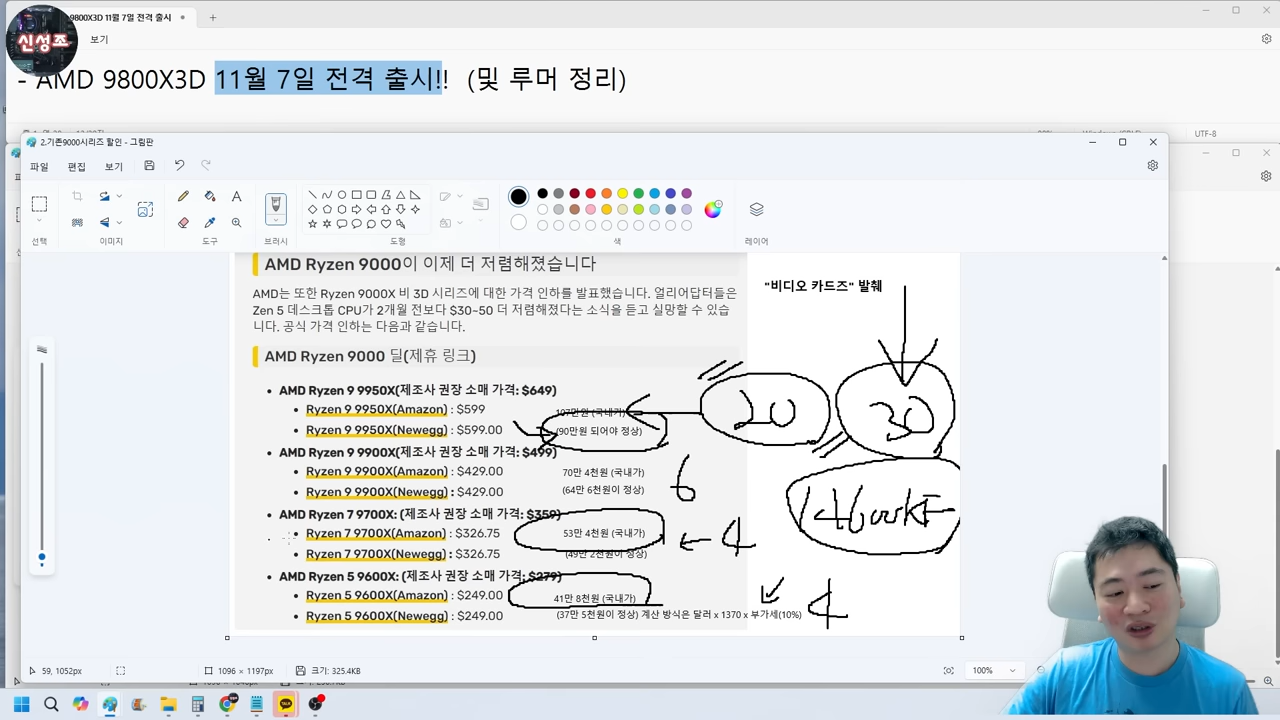 9800X3D 11월 7일 전격 출시
신성조
보기
- AMD 9800X3D 11월 7일 전격 출시!! (및 루머 정리)
UTF-8
2.기존9000시리즈 할인 - 그림판
파일 편집 보기
선택 이미지 도구 브러시 도형 색 레이어
AMD Ryzen 9000이 이제 더 저렴해졌습니다
"비디오 카드즈" 발췌
AMD는 또한 Ryzen 9000X 비 3D 시리즈에 대한 가격 인하를 발표했습니다. 얼리어답터들은
Zen 5 데스크톱 CPU가 2개월 전보다 $30-50 더 저렴해졌다는 소식을 듣고 실망할 수 있습
니다. 공식 가격 인하는 다음과 같습니다.
AMD Ryzen 9000 딜(제휴 링크)
AMD Ryzen 9 9950X(제조사 권장 소매 가격: $649)
Ryzen 9 9950X(Amazon) : $599 107만원 (국내가) 20 30
Ryzen 9 9950X(Newegg) : $599.00 (90만원 되어야 정상)
AMD Ryzen 9 9900X(제조사 권장 소매 가격: $499)
Ryzen 9 9900X(Amazon) : $429.00 70만 4천원 (국내가)
Ryzen 9 9900X(Newegg) : $429.00 (64만 6천원이 정상) 6
14600KF
AMD Ryzen 7 9700X: (제조사 권장 소매 가격: $359)
Ryzen 7 9700X(Amazon) : $326.75 53만 4천원 (국내가) 4
Ryzen 7 9700X(Newegg) : $326.75 (49만 2천원이 정상)
AMD Ryzen 5 9600X: (제조사 권장 소매 가격: $279)
Ryzen 5 9600X(Amazon) : $249.00 41만 8천원 (국내가) 4
Ryzen 5 9600X(Newegg) : $249.00 (37만 5천원이 정상) 계산 방식은 달러 x 1370 x 부가세(10%)
59, 1052px 1096 × 1197px 크기: 325.4KB 100%
TALK